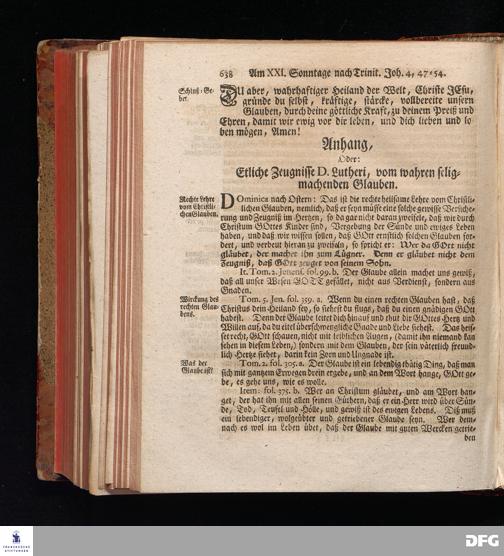 638 Am XXI. Sonntage nach Trinit. Joh. 4, 47-54.
Schluß-Ge-
bet.
DU aber, wahrhaftiger Heiland der Welt, Christe JEsu,
gründe du selbst, kräftige, stärcke, vollbereite unsern
Glauben, durch deine göttliche Kraft, zu deinem Preiß und
Ehren, damit wir ewig vor dir leben, und dich lieben und lo-
ben mögen, Amen!
Anhang,
Oder:
Etliche Zeugnisse D. Lutheri, vom wahren selig-
machenden Glauben.
Rechte Lehre
vom Christli-
chen Glauben.
DOminica nach Ostern: Das ist die rechte heilsame Lehre vom Christli-
chen Glauben, nemlich, daß er seyn müsse eine solche gewisse Versiche-
rung und Zeugniß im Hertzen, so da gar nicht daran zweifele, daß wir durch
Christum GOttes Kinder sind, Vergebung der Sünde und ewiges Leben
haben, und daß wir wissen sollen, daß GOtt ernstlich solchen Glauben for-
dert, und verbeut hieran zu zweifeln, so spricht er: Wer da GOtt nicht
gläubet, der machet ihn zum Lügner. Denn er gläubet nicht dem
Zeugniß, daß GOtt zeuget von seinem Sohn.
It. Tom. 2. Jenens. fol. 99. b. Der Glaube allein macht uns gewiß,
daß all unser Wesen GOTT gefället, nicht aus Verdienst, sondern aus
Gnaden.
Wirckung des
rechten Glau-
bens.
Tom. 5. Jen. fol. 359. a. Wenn du einen rechten Glauben hast, daß
Christus dein Heiland sey, so siehest du flugs, daß du einen gnädigen GOtt
habest. Denn der Glaube leitet dich hinauf und thut dir GOttes Hertz und
Willen auf, da du eitel überschwengliche Gnade und Liebe siehest. Das heis-
set recht, GOtt schauen, nicht mit leiblichen Augen, (damit ihn niemand kan
sehen in diesem Leben,) sondern mit dem Glauben, der sein väterlich freund-
lich Hertze siehet, darin kein Zorn und Ungnade ist.
Was der
Glaube ist?
Tom. 2. fol. 305. a. Der Glaube ist ein lebendig thätig Ding, daß man
sich mit gantzem Erwegen drein ergebe, und an dem Wort hange, GOtt ge-
be, es gehe uns, wie es wolle.
Item: fol. 375. b. Wer an Christum gläubet, und am Wort han-
get, der hat ihn mit allen seinen Güthern, daß er ein Herr wird über Sün-
de, Tod, Teufel und Hölle, und gewiß ist des ewigen Lebens. Diß muß
ein lebendiger, wolgeübter und getriebener Glaube seyn. Wer dem-
nach es wol im Leben übet, daß der Glaube mit guten Wercken getrie-
ben
FRANCKESCHE
STIFTUNGEN
DFG